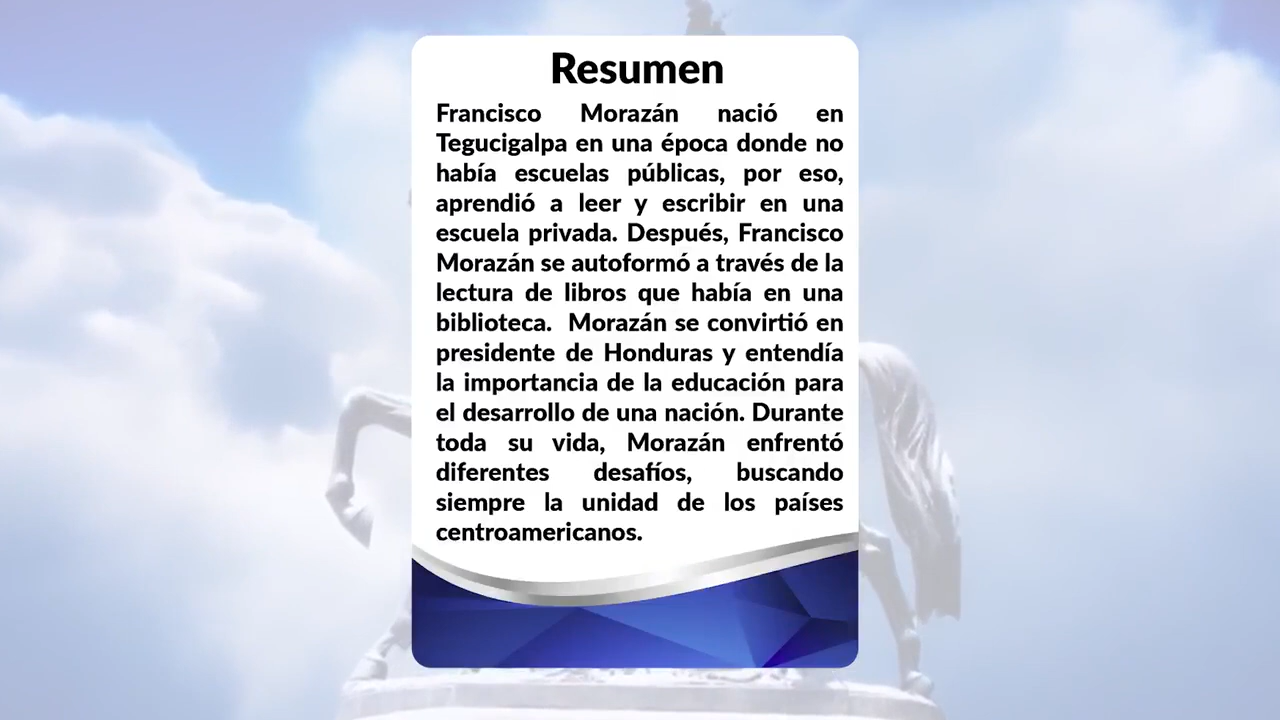 Resumen
Francisco Morazán nació en
Tegucigalpa en una época donde no
había escuelas públicas, por eso,
aprendió a leer y escribir en una
escuela privada. Después, Francisco
Morazán se autoformó a través de la
lectura de libros que había en una
biblioteca. Morazán se convirtió en
presidente de Honduras y entendía
la importancia de la educación para
el desarrollo de una nación. Durante
toda su vida, Morazán enfrentó
diferentes desafíos, buscando
siempre la unidad de los países
centroamericanos.